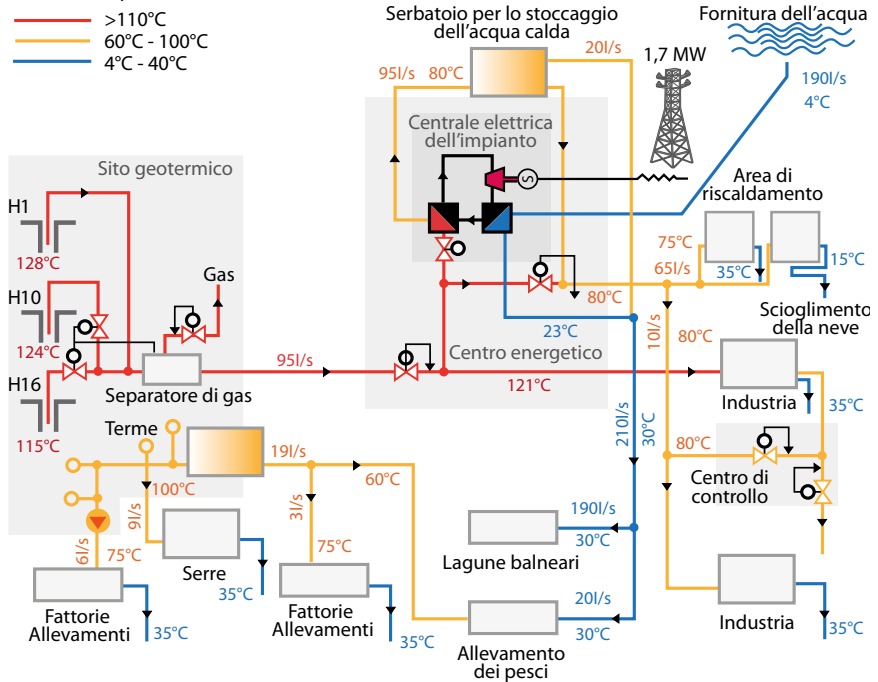 >110°C
60°C - 100°C
4°C - 40°C
Serbatoio per lo stoccaggio
dell'acqua calda
Fornitura dell'acqua
20l/s
1,7 MW
95l/s
80°C
190l/s
4°C
Centrale elettrica
dell'impianto
S
Sito geotermico
Area di
riscaldamento
H1
128°C
75°C
35°C
15°C
Gas
65l/s
80°C
H10
124°C
Scioglimento
della neve
23°C
10l/s
80°C
95l/s
Centro energetico
121°C
H16
115°C
Separatore di gas
Industria
35°C
Terme
210l/s
30°C
19l/s
60°C
80°C
Centro di
controllo
100°C
9l/s
3l/s
190l/s
30°C
Lagune balneari
6l/s
75°C
75°C
Serre
35°C
Fattorie
Allevamenti
35°C
Fattorie
Allevamenti
35°C
20l/s
30°C
Allevamento
dei pesci
Industria
35°C